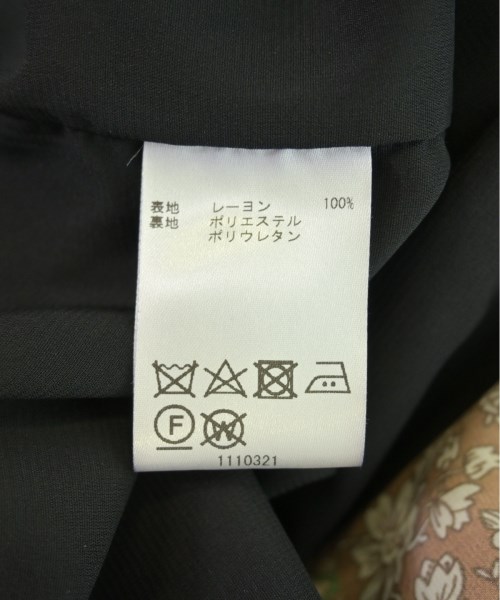 表地 レーヨン 100%
裏地 ポリエステル
ポリウレタン
F
W
1110321